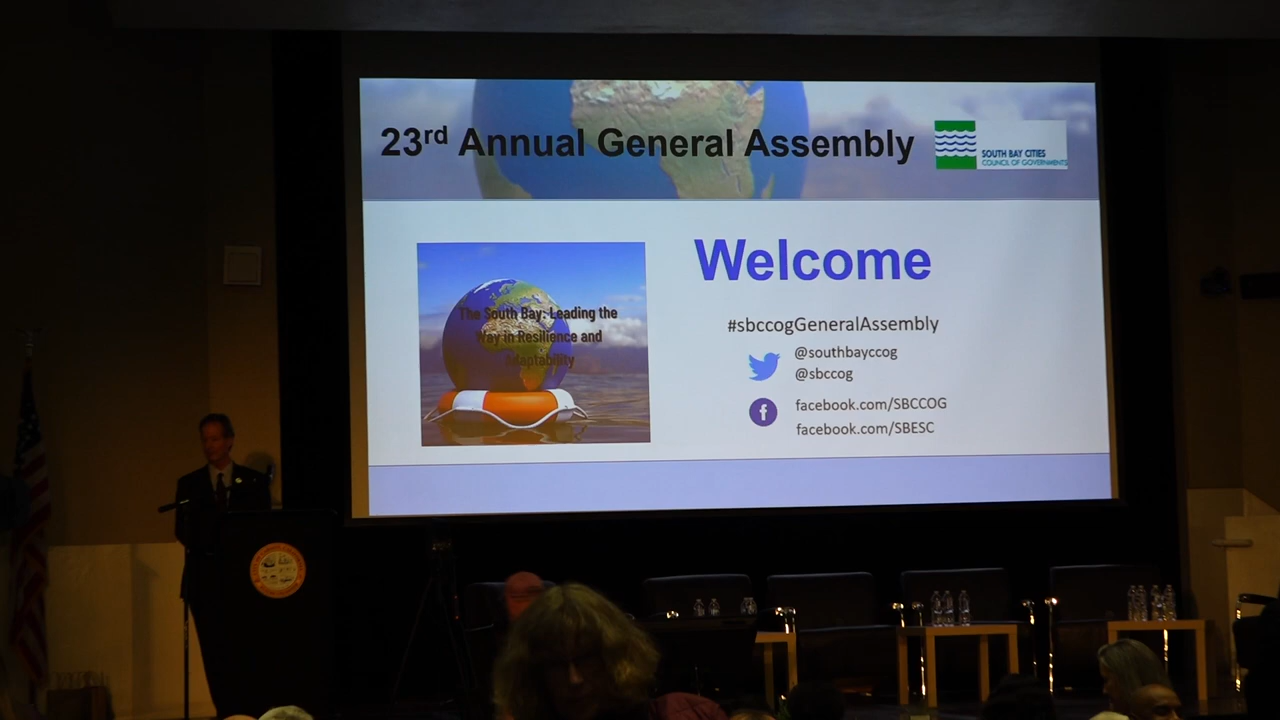 23rd Annual General Assembly
SOUTH BAY CITIES
COUNCIL OF GOVERNMENTS
Welcome
The South Bay: Leading the
Way in Resilience and
Adaptability
#sbccogGeneralAssembly
@southbayccog
@sbccog
facebook.com/SBCCOG
facebook.com/SBESC